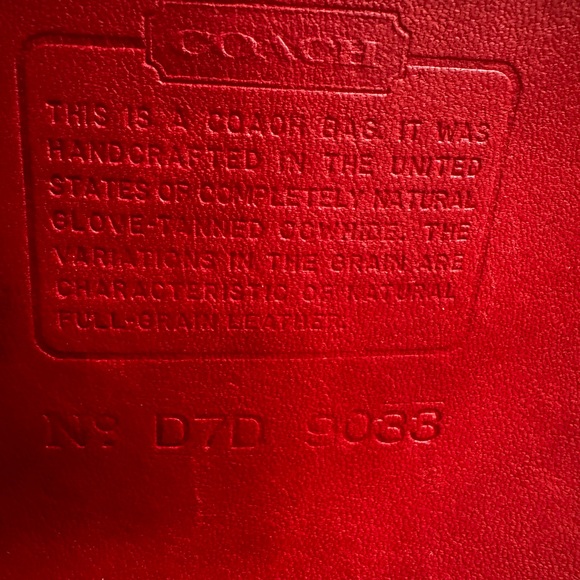 COACH
THIS IS A COACH BAG. IT WAS
HANDCRAFTED IN THE UNITED
STATES OF COMPLETELY NATURAL
GLOVE-TANNED COWHIDE. THE
VARIATIONS IN THE GRAIN ARE
CHARACTERISTIC OF NATURAL
FULL-GRAIN LEATHER.
Nº D7D 9033